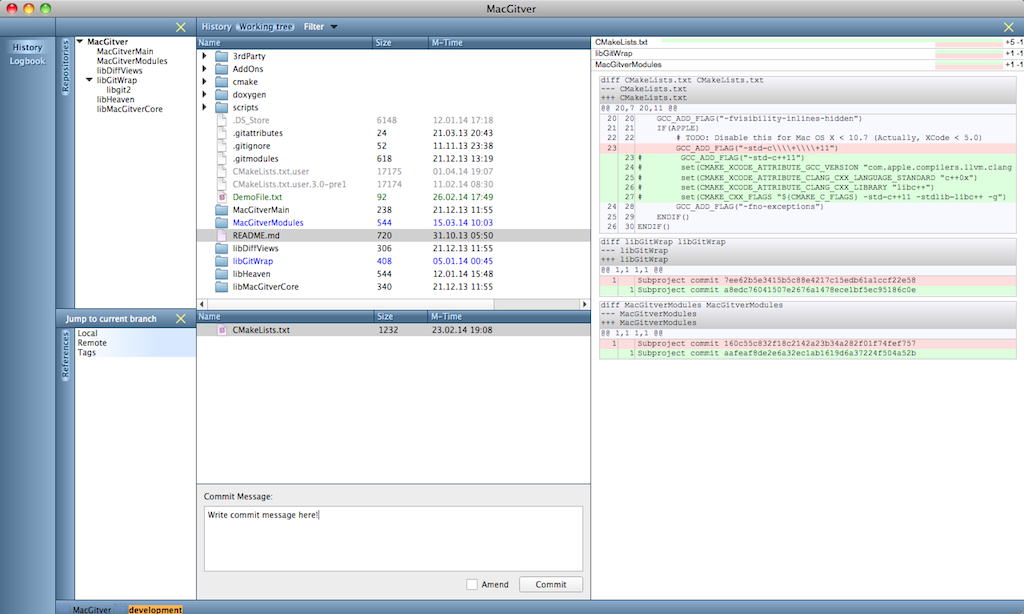 MacGitver
History
Logbook
Repositories
MacGitver
MacGitverMain
MacGitverModules
libDiffViews
libGitWrap
libgit2
libHeaven
libMacGitverCore
Jump to current branch
References
Local
Remote
Tags
History Working tree Filter
Name Size M-Time
3rdParty
AddOns
cmake
doxygen
scripts
.DS_Store 6148 12.01.14 17:18
.gitattributes 24 21.03.13 20:43
.gitignore 52 11.11.13 23:38
.gitmodules 618 21.12.13 13:19
CMakeLists.txt.user 17175 01.04.14 19:07
CMakeLists.txt.user.3.0-pre1 17174 11.02.14 08:30
DemoFile.txt 92 26.02.14 17:49
MacGitverMain 238 21.12.13 11:55
MacGitverModules 544 15.03.14 10:03
README.md 720 31.10.13 05:50
libDiffViews 306 21.12.13 11:55
libGitWrap 408 05.01.14 00:45
libHeaven 544 12.01.14 15:48
libMacGitverCore 340 21.12.13 11:55
Name Size M-Time
CMakeLists.txt 1232 23.02.14 19:08
Commit Message:
Write commit message here!
Amend Commit
CMakeLists.txt +5 -1
libGitWrap +1 -1
MacGitverModules +1 -1
diff CMakeLists.txt CMakeLists.txt
--- CMakeLists.txt
+++ CMakeLists.txt
@@ 20,7 20,11 @@
20 20 GCC_ADD_FLAG("-fvisibility-inlines-hidden")
21 21 IF(APPLE)
22 22 # TODO: Disable this for Mac OS X < 10.7 (Actually, XCode < 5.0)
23 GCC_ADD_FLAG("-std-c\\\\+\\\\+11")
23 # GCC_ADD_FLAG("-std-c++11")
24 # set(CMAKE_XCODE_ATTRIBUTE_GCC_VERSION "com.apple.compilers.llvm.clang
25 # set(CMAKE_XCODE_ATTRIBUTE_CLANG_CXX_LANGUAGE_STANDARD "c++0x")
26 # set(CMAKE_XCODE_ATTRIBUTE_CLANG_CXX_LIBRARY "libc++")
27 # set(CMAKE_CXX_FLAGS "${CMAKE_C_FLAGS} -std-c++11 -stdlib-libc++ -g")
24 28 GCC_ADD_FLAG("-fno-exceptions")
25 29 ENDIF()
26 30 ENDIF()
diff libGitWrap libGitWrap
--- libGitWrap
+++ libGitWrap
@@ 1,1 1,1 @@
1 Subproject commit 7ee62b5e3415b5c88e4217c15edb61a1ccf22e58
1 Subproject commit a8edc76041507e2676a1478ece1bf5ec95186c0e
diff MacGitverModules MacGitverModules
--- MacGitverModules
+++ MacGitverModules
@@ 1,1 1,1 @@
1 Subproject commit 160c55c832f18c2142a23b34a282f01f74fef757
1 Subproject commit aafeaf8de2e6a32ec1ab1619d6a37224f504a52b
MacGitver development